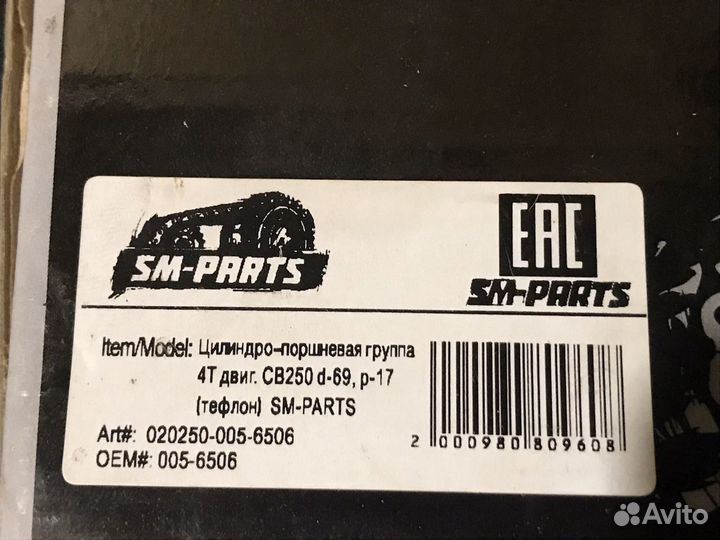 SM-PARTS
EAC
SM-PARTS
Item/Model: Цилиндро-поршневая группа
4Т двиг. CB250 d-69, p-17
(тефлон) SM-PARTS
Art#: 020250-005-6506
OEM#: 005-6506
2 000980 809608
Avito